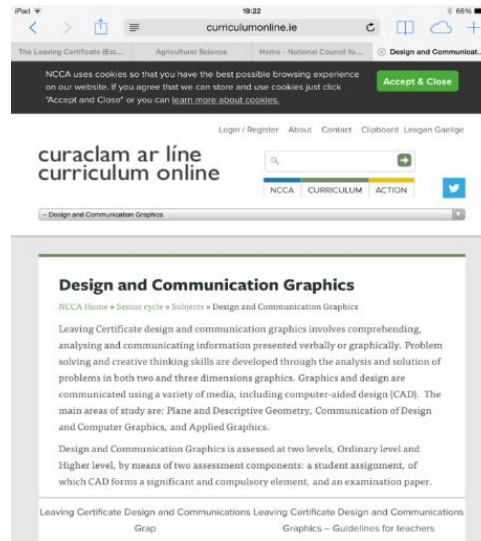 iPad
19:22
66%
curriculumonline.ie
The Leaving Certificate (Est...
Agricultural Science
Home - National Council fo...
Design and Communicat...
NCCA uses cookies so that you have the best possible browsing experience
on our website. If you agree that we can store and use cookies just click
"Accept and Close" or you can learn more about cookies.
Accept & Close
Login / Register About Contact Clipboard Leagan Gaeilge
curaclam ar líne
curriculum online
NCCA CURRICULUM ACTION
– Design and Communication Graphics
Design and Communication Graphics
NCCA Home » Senior cycle » Subjects » Design and Communication Graphics
Leaving Certificate design and communication graphics involves comprehending,
analysing and communicating information presented verbally or graphically. Problem
solving and creative thinking skills are developed through the analysis and solution of
problems in both two and three dimensions graphics. Graphics and design are
communicated using a variety of media, including computer-aided design (CAD). The
main areas of study are: Plane and Descriptive Geometry, Communication of Design
and Computer Graphics, and Applied Graphics.
Design and Communication Graphics is assessed at two levels, Ordinary level and
Higher level, by means of two assessment components: a student assignment, of
which CAD forms a significant and compulsory element, and an examination paper.
Leaving Certificate Design and Communications
Grap
Leaving Certificate Design and Communications
Graphics – Guidelines for teachers